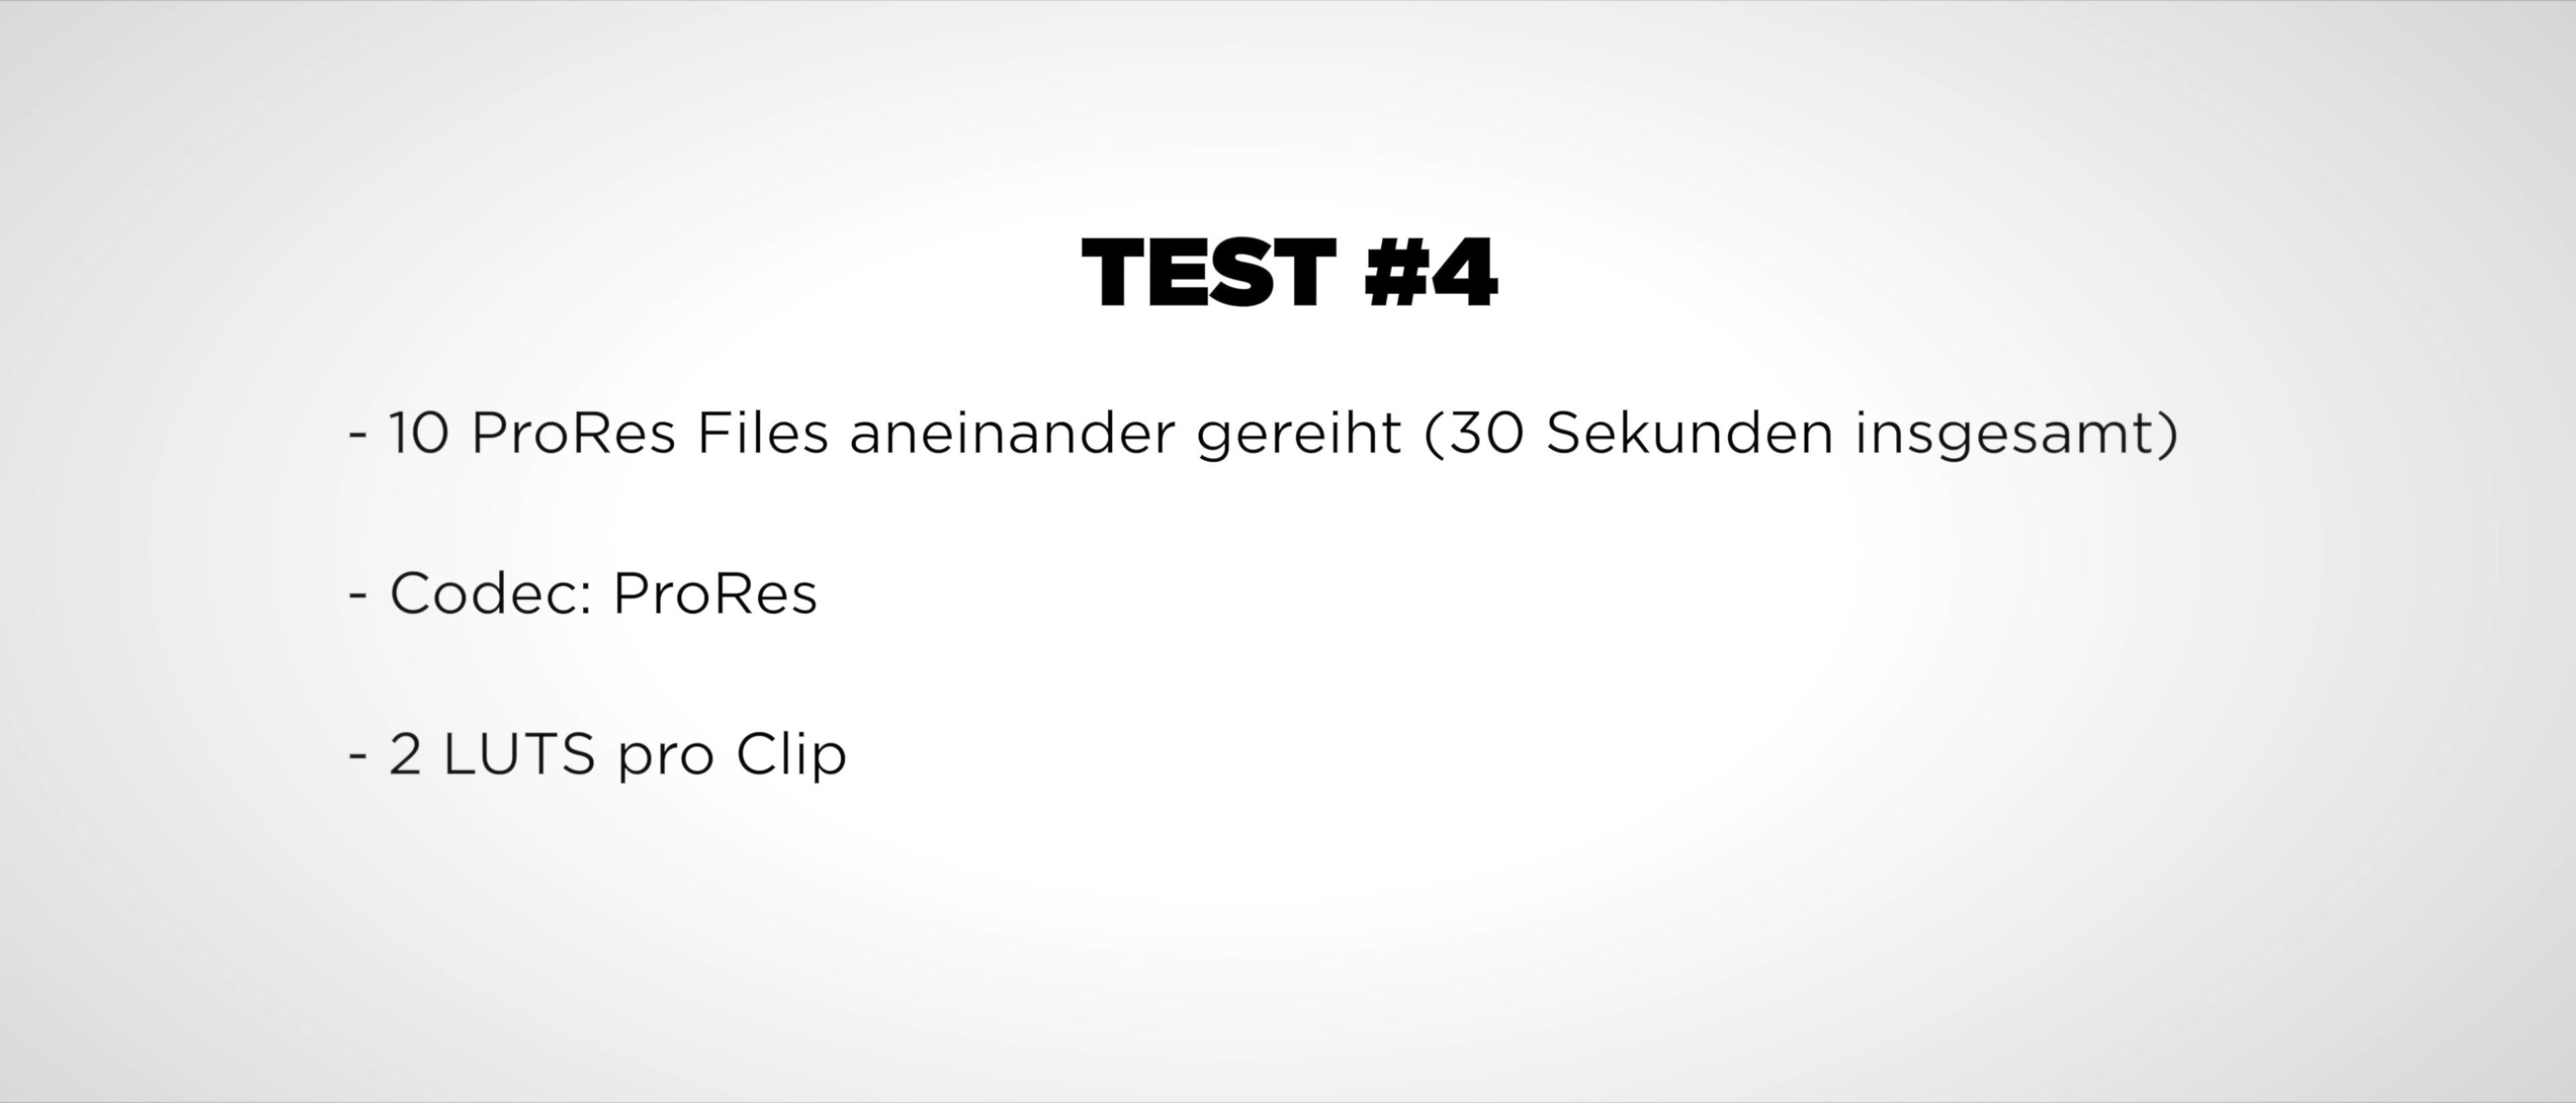 TEST #4
- 10 ProRes Files aneinander gereiht (30 Sekunden insgesamt)
- Codec: ProRes
- 2 LUTS pro Clip